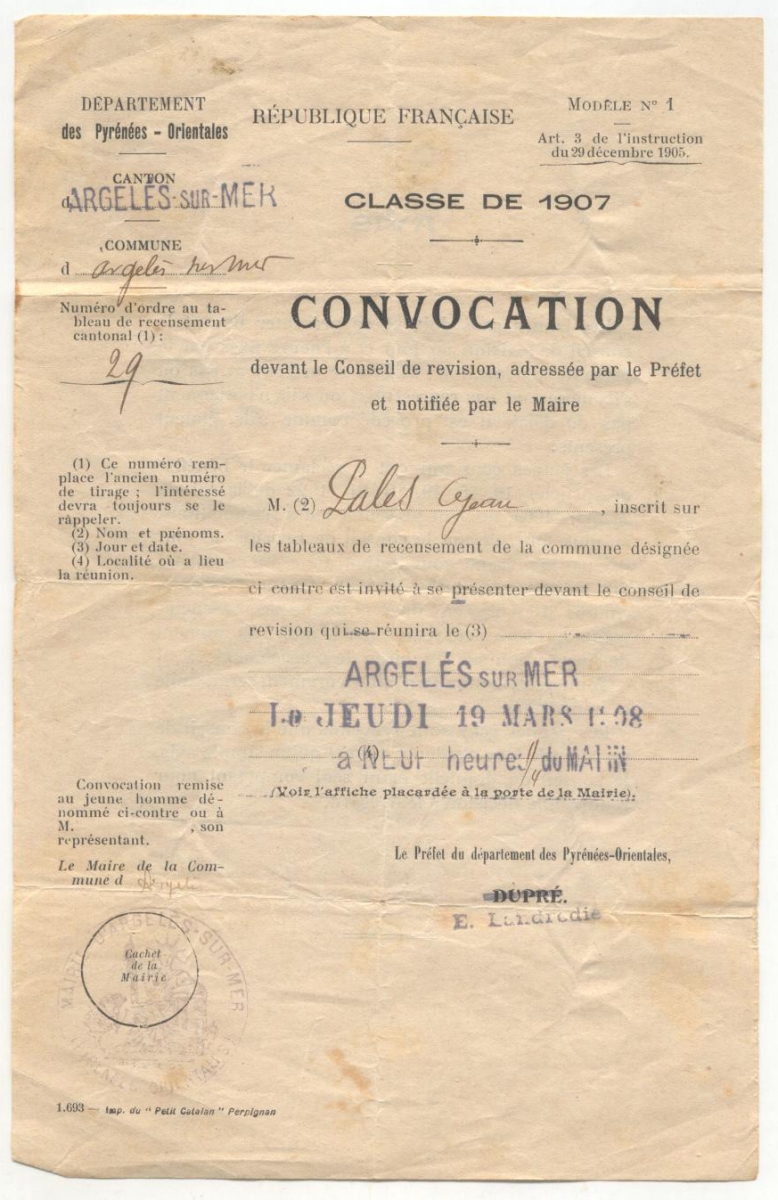 DÉPARTEMENT
des Pyrénées - Orientales
CANTON
d ARGELÉS-SUR-MER
COMMUNE
d argelès sur mer
Numéro d'ordre au ta-
bleau de recensement
cantonal (1) :
29
(1) Ce numéro rem-
place l'ancien numéro
de tirage ; l'intéressé
devra toujours se le
rappeler.
(2) Nom et prénoms.
(3) Jour et date.
(4) Localité où a lieu
la réunion.
Convocation remise
au jeune homme dé-
nommé ci-contre ou à
M. , son
représentant.
Le Maire de la Com-
mune d
Cachet
de la
Mairie
MAIRIE D'ARGELÈS-SUR-MER
1.693 — Imp. du " Petit Catalan " Perpignan
RÉPUBLIQUE FRANÇAISE
MODÈLE N° 1
Art. 3 de l'instruction
du 29 décembre 1905.
CLASSE DE 1907
CONVOCATION
devant le Conseil de revision, adressée par le Préfet
et notifiée par le Maire
M. (2) Pales Jean , inscrit sur
les tableaux de recensement de la commune désignée
ci contre est invité à se présenter devant le conseil de
revision qui se réunira le (3)
ARGELÉS SUR MER
Le JEUDI 19 MARS 1908
(4)
a NEUF heures du MATIN
(Voir l'affiche placardée à la porte de la Mairie).
Le Préfet du département des Pyrénées-Orientales,
DUPRÉ.
E. Landrodie